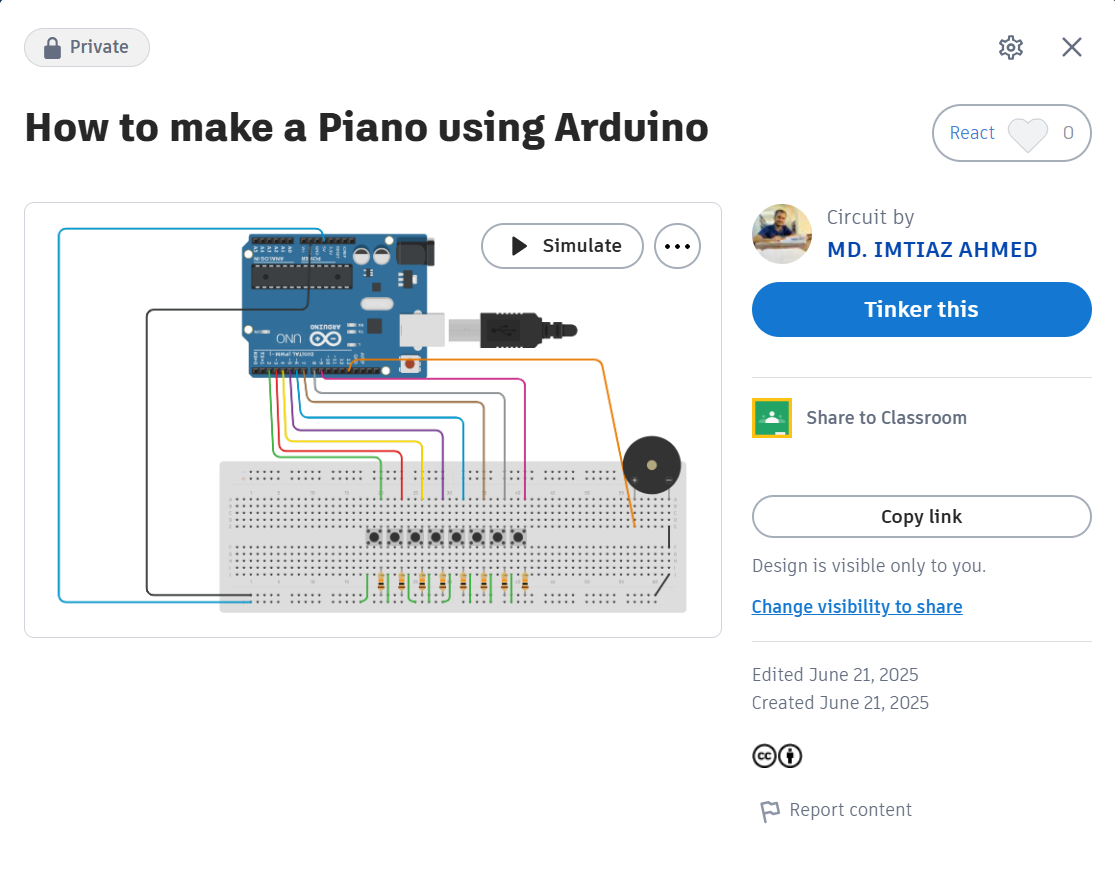 Private
How to make a Piano using Arduino
React 0
Simulate
ARDUINO
UNO
Circuit by
MD. IMTIAZ AHMED
Tinker this
Share to Classroom
Copy link
Design is visible only to you.
Change visibility to share
Edited June 21, 2025
Created June 21, 2025
cc
Report content